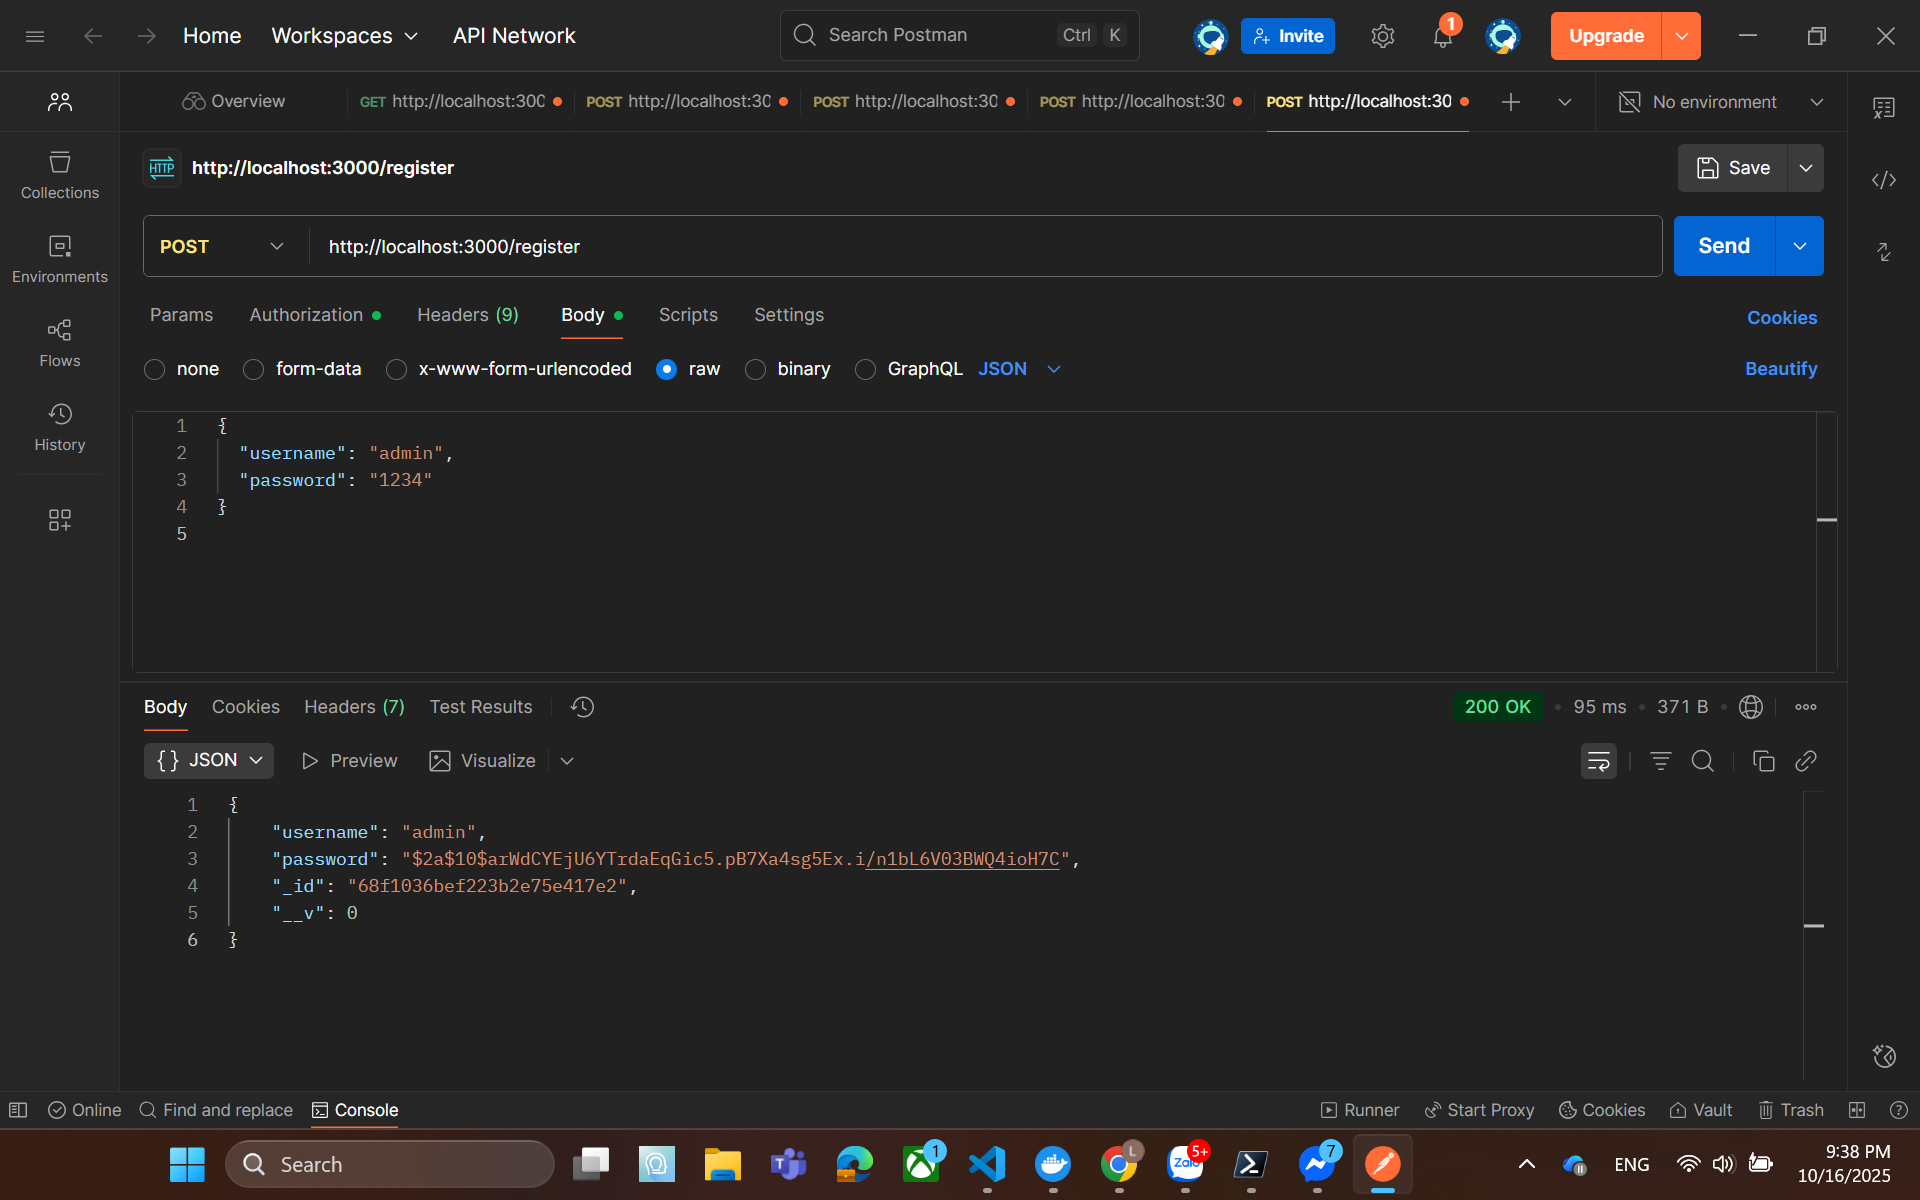 Home Workspaces API Network Search Postman Ctrl K Invite 1 Upgrade
Overview GET http://localhost:300 POST http://localhost:30 POST http://localhost:30 POST http://localhost:30 POST http://localhost:30 No environment
HTTP http://localhost:3000/register Save
Collections
POST http://localhost:3000/register Send
Environments
Params Authorization Headers (9) Body Scripts Settings Cookies
Flows
none form-data x-www-form-urlencoded raw binary GraphQL JSON Beautify
History
1 {
2 "username": "admin",
3 "password": "1234"
4 }
5
Body Cookies Headers (7) Test Results 200 OK • 95 ms • 371 B
{} JSON Preview Visualize
1 {
2 "username": "admin",
3 "password": "$2a$10$arWdCYEjU6YTrdaEqGic5.pB7Xa4sg5Ex.i/n1bL6V03BWQ4ioH7C",
4 "_id": "68f1036bef223b2e75e417e2",
5 "__v": 0
6 }
Online Find and replace Console Runner Start Proxy Cookies Vault Trash
Search 1 L Zalo 5+ 7 ENG 9:38 PM
10/16/2025